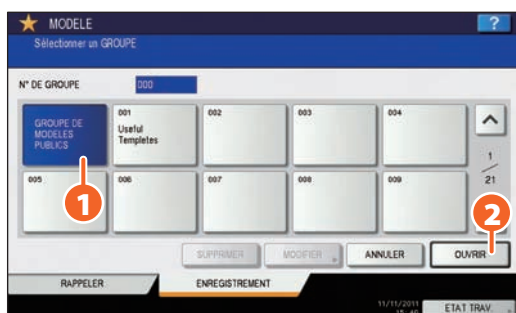 MODELE
?
Sélectionner un GROUPE
N° DE GROUPE 000
GROUPE DE MODELES PUBLICS
001 Useful Templetes
002
003
004
1
21
005
006
007
008
009
1
2
SUPPRIMER
MODIFIER
ANNULER
OUVRIR
RAPPELER
ENREGISTREMENT
11/11/2011
ETAT TRAV.